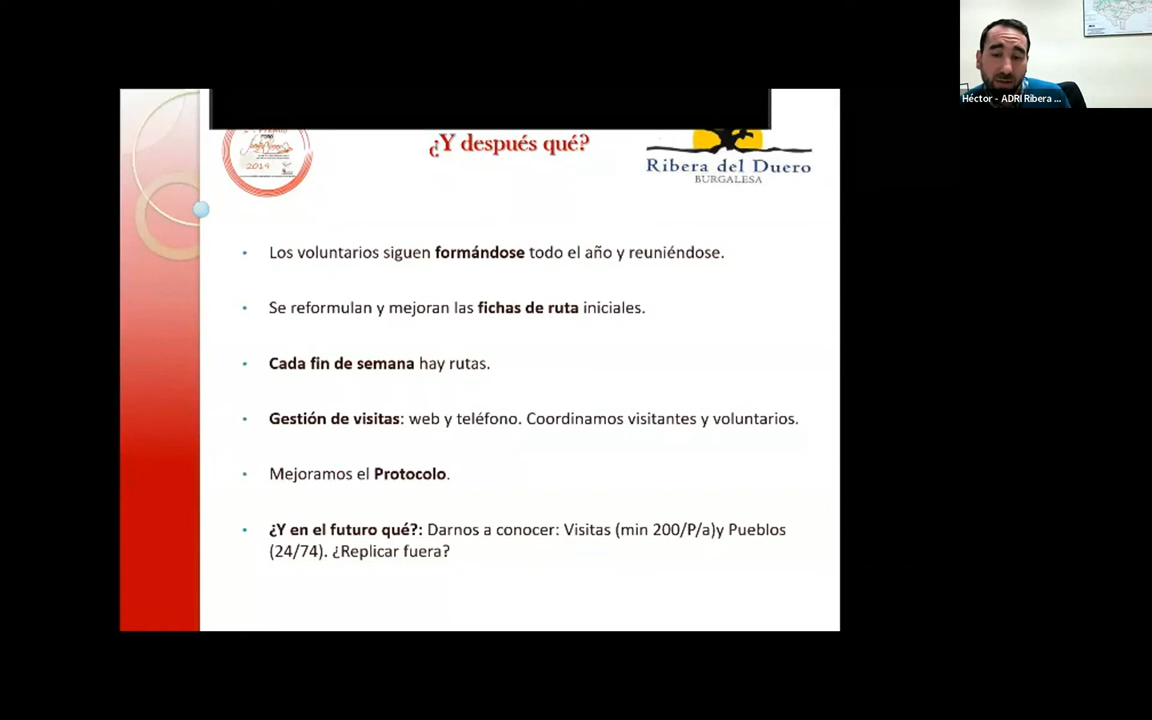 Héctor - ADRI Ribera ...
¿Y después qué?
2019
Ribera del Duero
BURGALESA
• Los voluntarios siguen formándose todo el año y reuniéndose.
• Se reformulan y mejoran las fichas de ruta iniciales.
• Cada fin de semana hay rutas.
• Gestión de visitas: web y teléfono. Coordinamos visitantes y voluntarios.
• Mejoramos el Protocolo.
• ¿Y en el futuro qué?: Darnos a conocer: Visitas (min 200/P/a)y Pueblos
(24/74). ¿Replicar fuera?